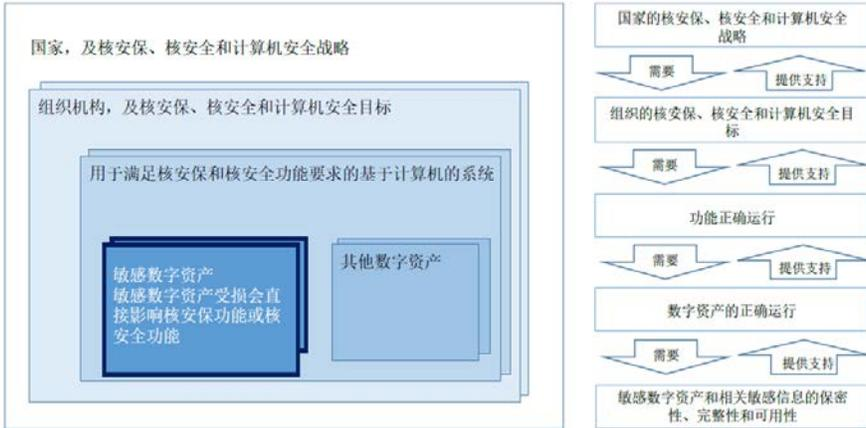 国家，及核安保、核安全和计算机安全战略
组织机构，及核安保、核安全和计算机安全目标
用于满足核安保和核安全功能要求的基于计算机的系统
敏感数字资产
敏感数字资产受损会直
接影响核安保功能或核
安全功能
其他数字资产
国家的核安保、核安全和计算机安全
战略
需要
提供支持
组织的核安保、核安全和计算机安全目
标
需要
提供支持
功能正确运行
需要
提供支持
数字资产的正确运行
需要
提供支持
敏感数字资产和相关敏感信息的保密
性、完整性和可用性